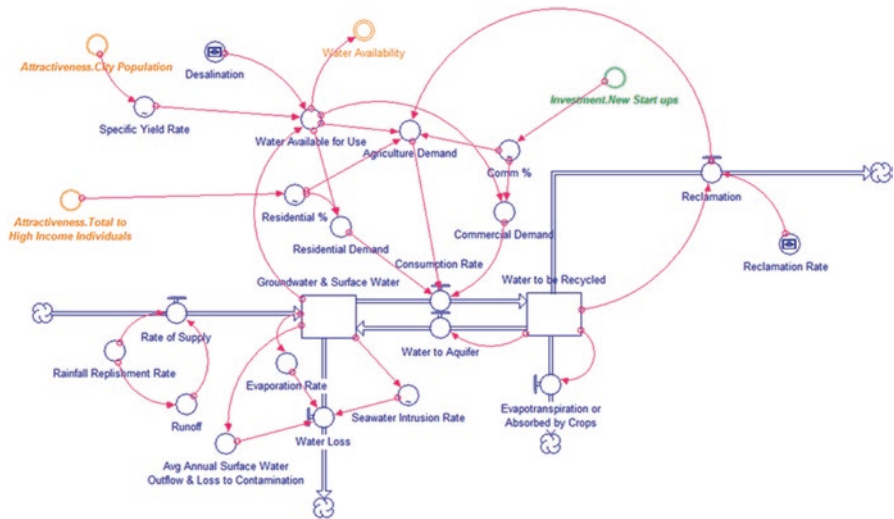 Water Availability
Attractiveness.City Population
Desalination
Investment.New Start ups
Specific Yield Rate
Water Available for Use
Agriculture Demand
Comm %
Reclamation
Attractiveness.Total to
High Income Individuals
Residential %
Residential Demand
Commercial Demand
Reclamation Rate
Consumption Rate
Groundwater & Surface Water
Water to be Recycled
Rate of Supply
Water to Aquifer
Rainfall Replishment Rate
Evaporation Rate
Seawater Intrusion Rate
Evapotranspiration or
Absorbed by Crops
Runoff
Water Loss
Avg Annual Surface Water
Outflow & Loss to Contamination